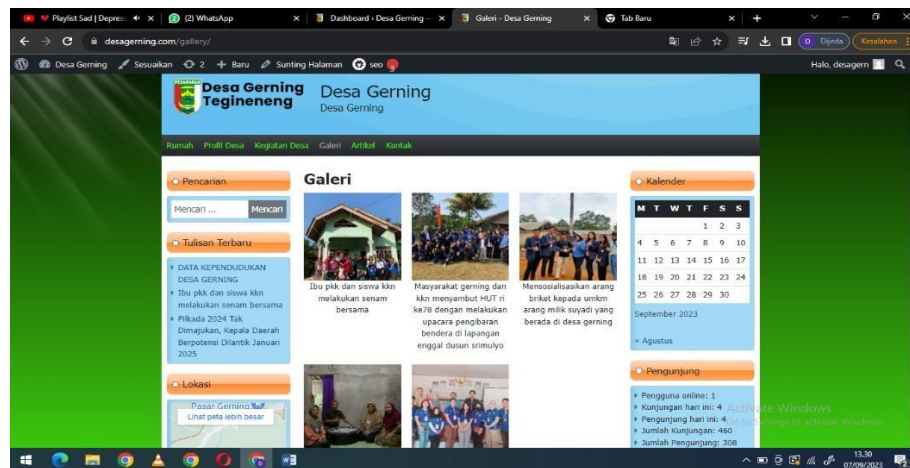 Playlist Sad | Depres
(2) WhatsApp
Dashboard ‹ Desa Gerning —
Galeri - Desa Gerning
Tab Baru
desagerning.com/gallery/
D Dijeda
Kesalahan
Desa Gerning
Sesuaikan
2
Baru
Sunting Halaman
seo
3
Halo, desagern
Desa Gerning
Tegineneng
Desa Gerning
Desa Gerning
Rumah Profil Desa Kegiatan Desa Galeri Artikel Kontak
Pencarian
Mencari ...
Mencari
Tulisan Terbaru
DATA KEPENDUDUKAN
DESA GERNING
Ibu pkk dan siswa kkn
melakukan senam
bersama
Pilkada 2024 Tak
Dimajukan, Kepala Daerah
Berpotensi Dilantik Januari
2025
Lokasi
Pasar Gerning
Lihat peta lebih besar
Galeri
Ibu pkk dan siswa kkn
melakukan senam
bersama
Masyarakat gerning dan
kkn menyambut HUT ri
ke78 dengan melakukan
upacara pengibaran
bendera di lapangan
enggal dusun srimulyo
Mensosialisasikan arang
briket kepada umkm
arang milik suyadi yang
berada di desa gerning
Kalender
M T W T F S S
1 2 3
4 5 6 7 8 9 10
11 12 13 14 15 16 17
18 19 20 21 22 23 24
25 26 27 28 29 30
September 2023
« Agustus
Pengunjung
Pengguna online: 1
Kunjungan hari ini: 4
Pengunjung hari ini: 4
Jumlah Kunjungan: 460
Jumlah Pengunjung: 308
Activate Windows
Go to Settings to activate Windows.
13.30
07/09/2023